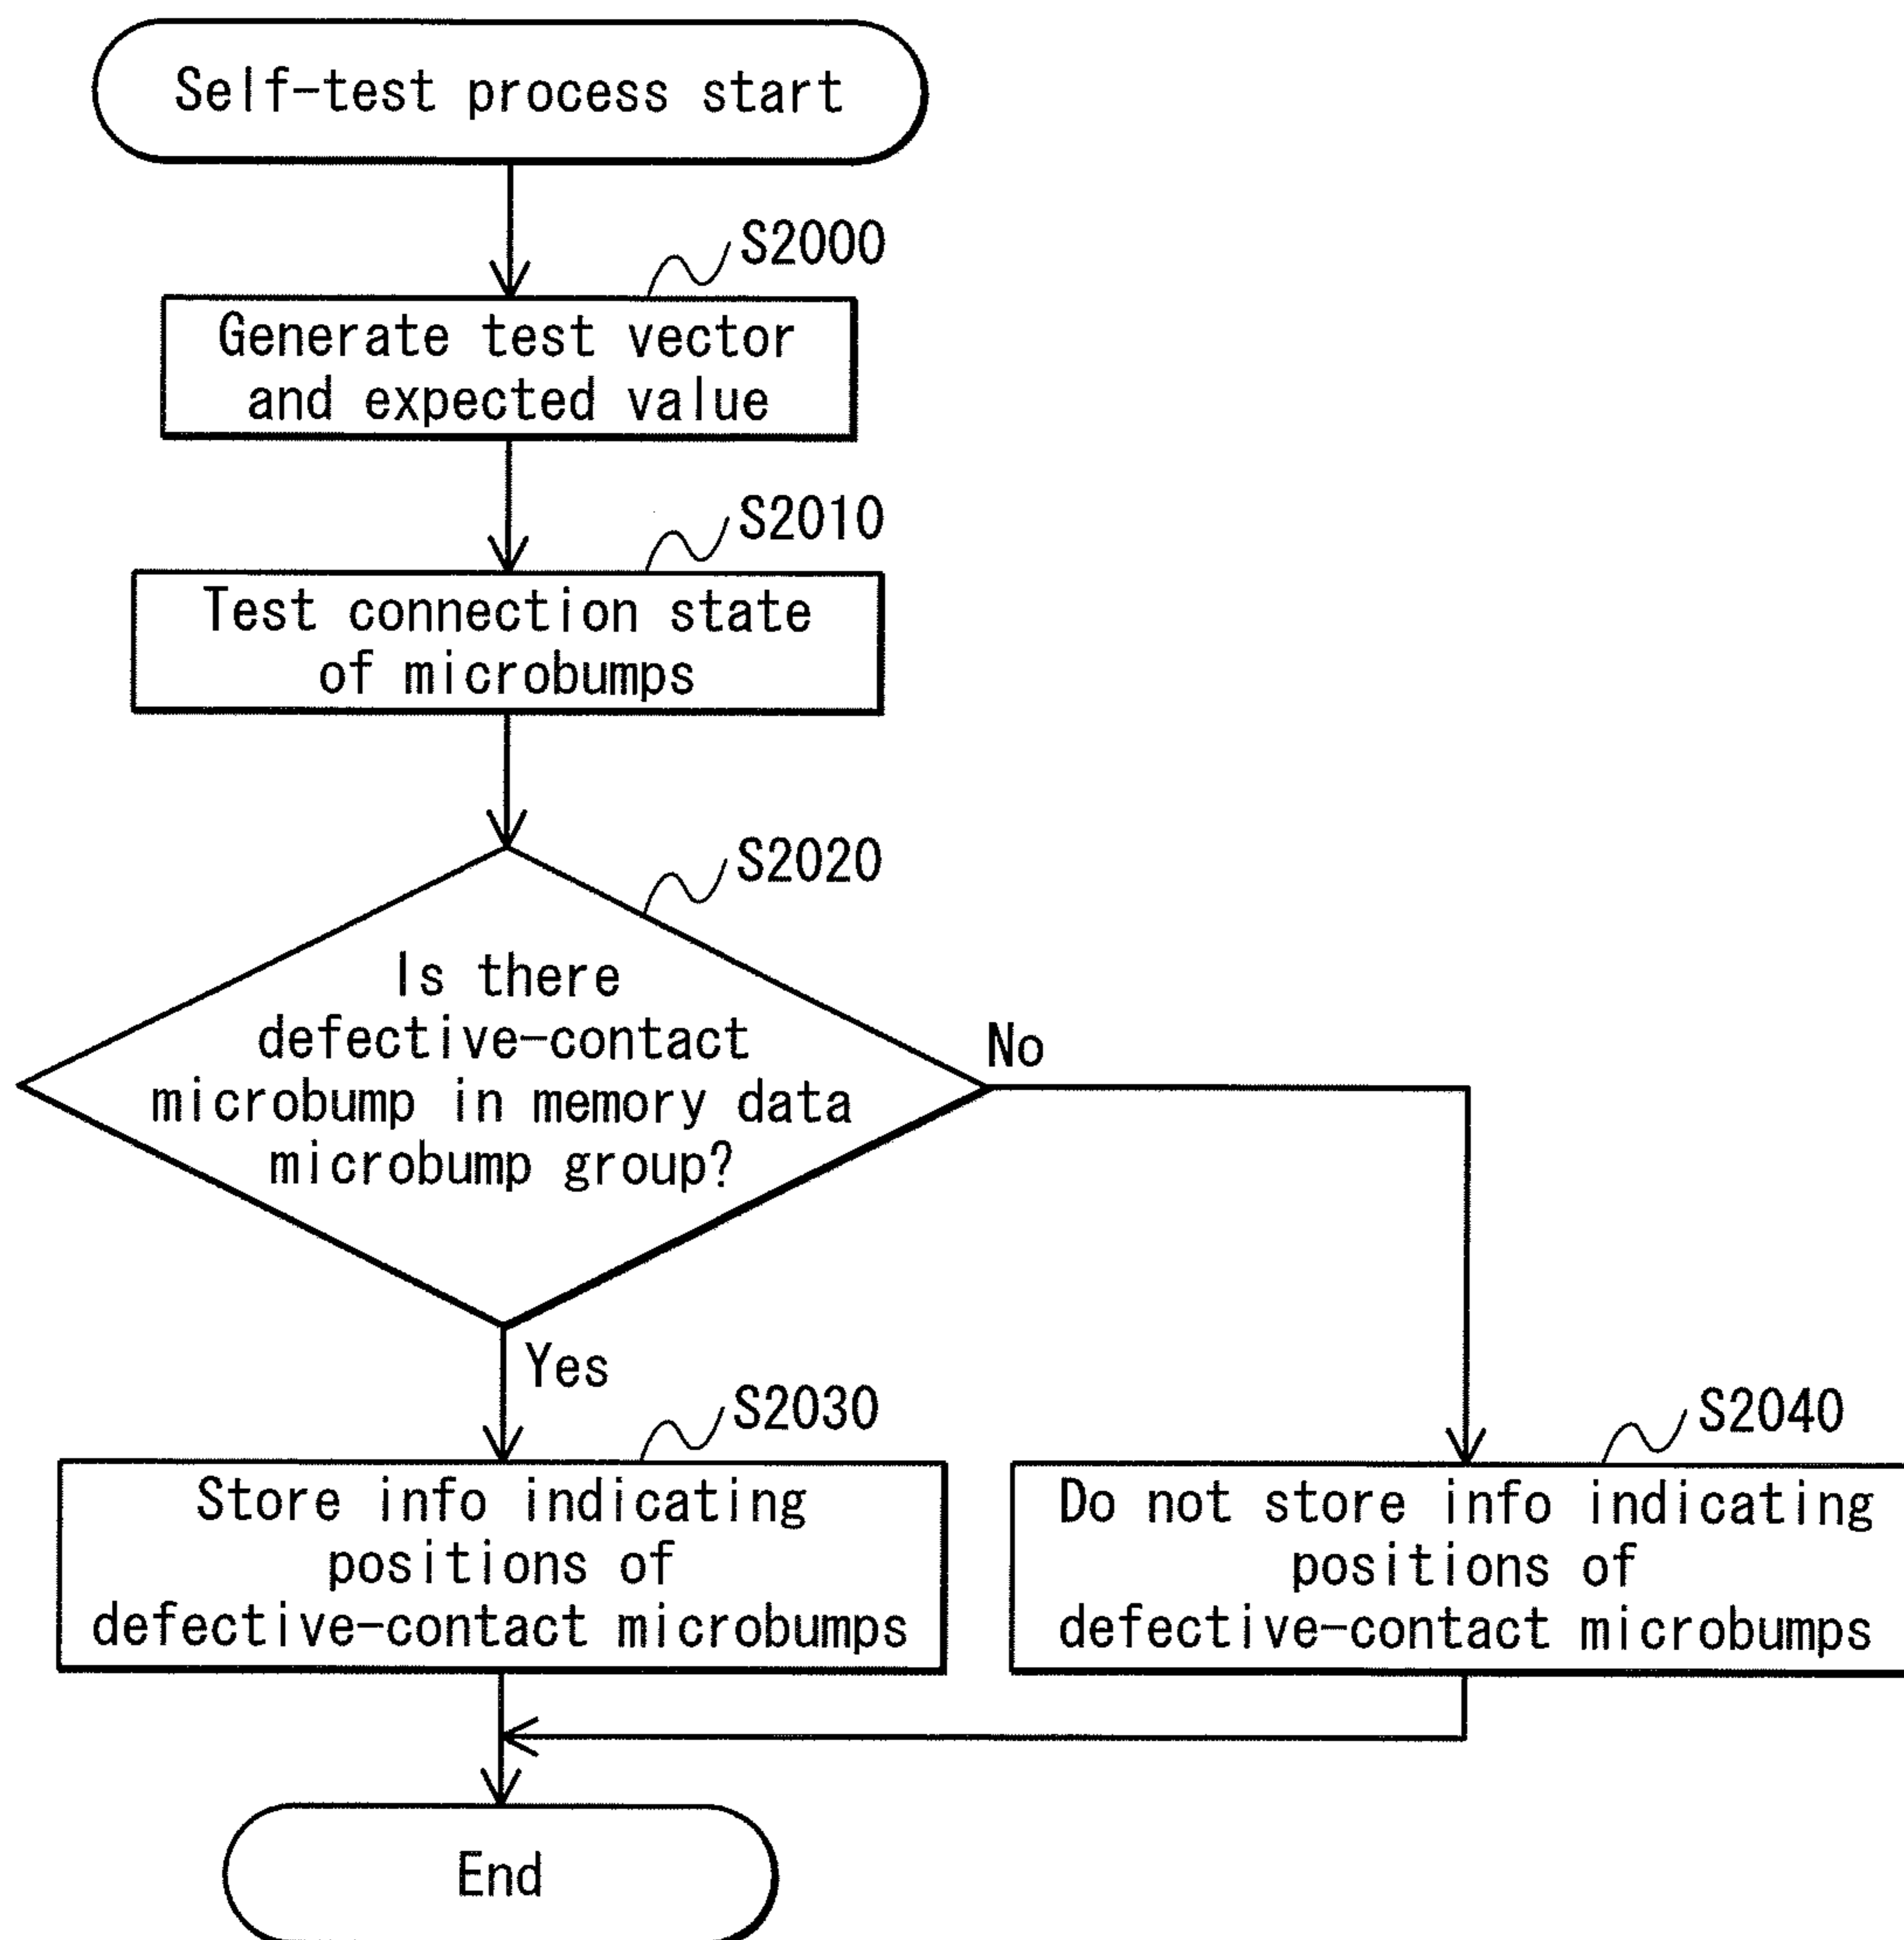 Self-test process start
S2000
Generate test vector
and expected value
S2010
Test connection state
of microbumps
S2020
Is there
defective-contact
microbump in memory data
microbump group?
No
Yes
S2030
Store info indicating
positions of
defective-contact microbumps
S2040
Do not store info indicating
positions of
defective-contact microbumps
End